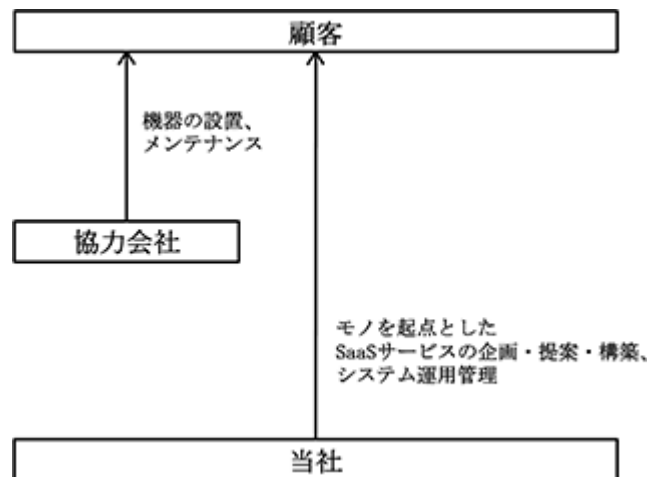 顧客
機器の設置、
メンテナンス
協力会社
モノを起点とした
SaaSサービスの企画・提案・構築、
システム運用管理
当社